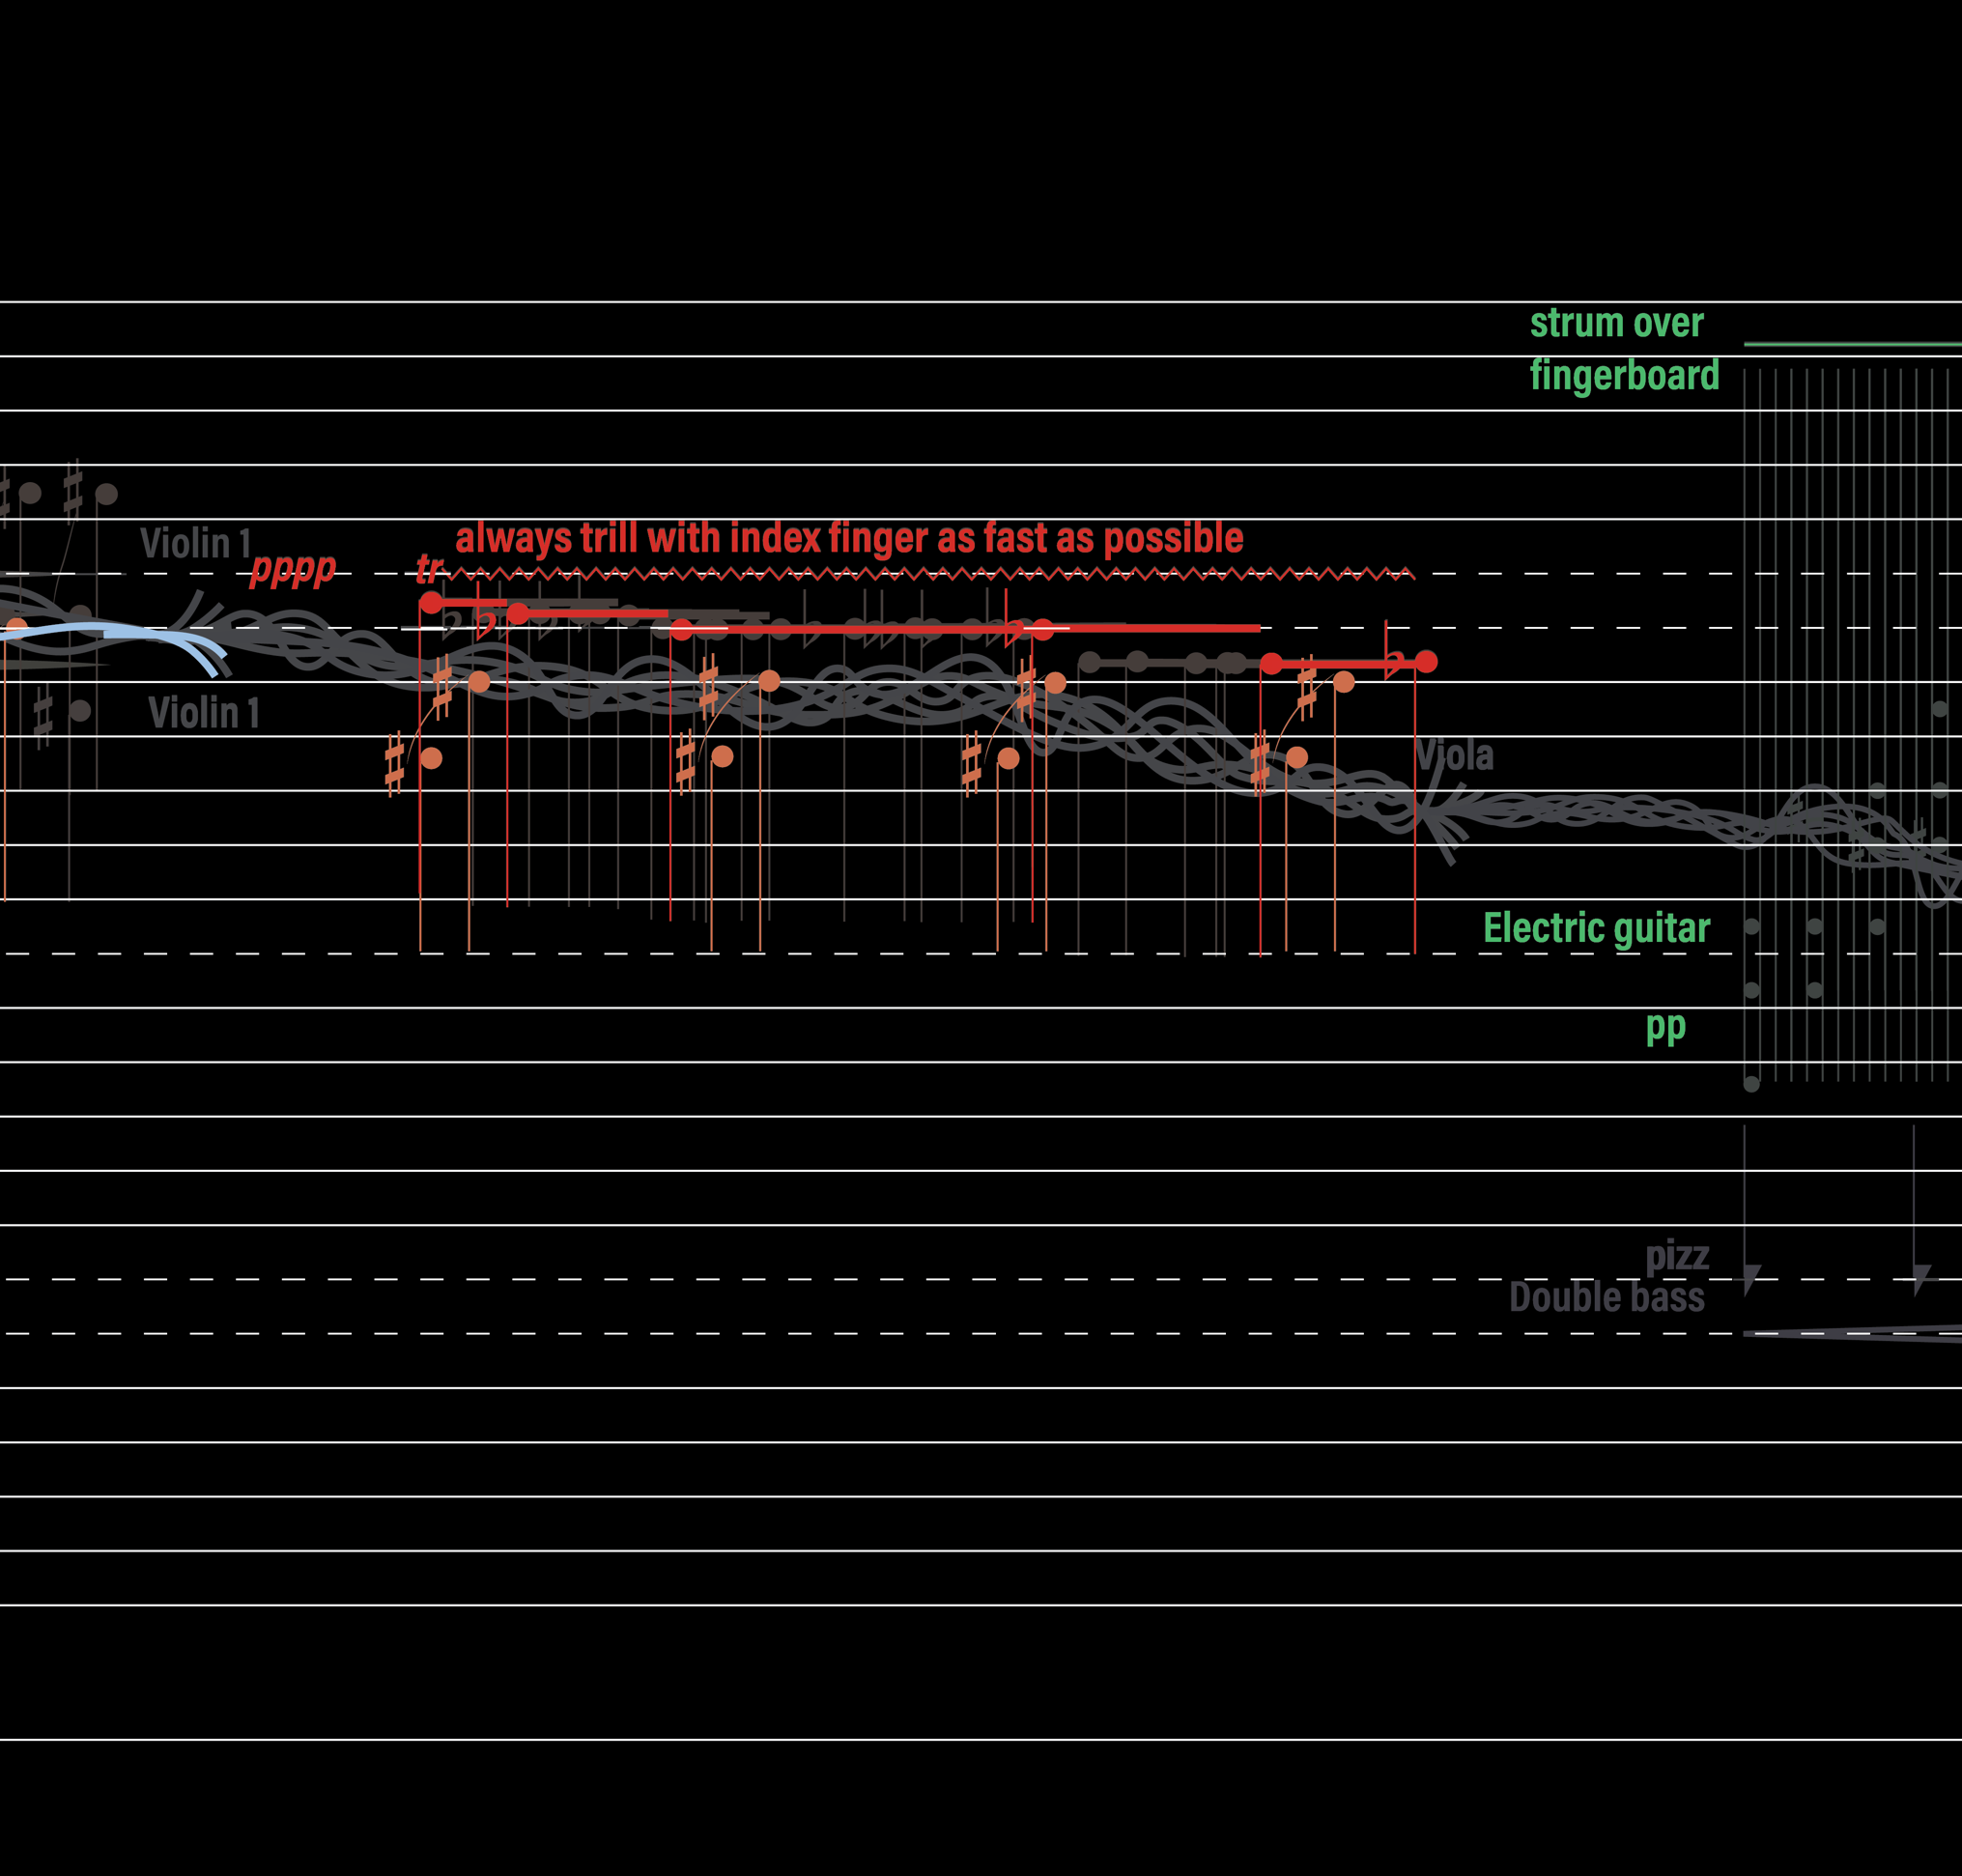 strum over
fingerboard
always trill with index finger as fast as possible
Violin 1
pppp
tr
Violin 1
Viola
Electric guitar
pp
pizz
Double bass